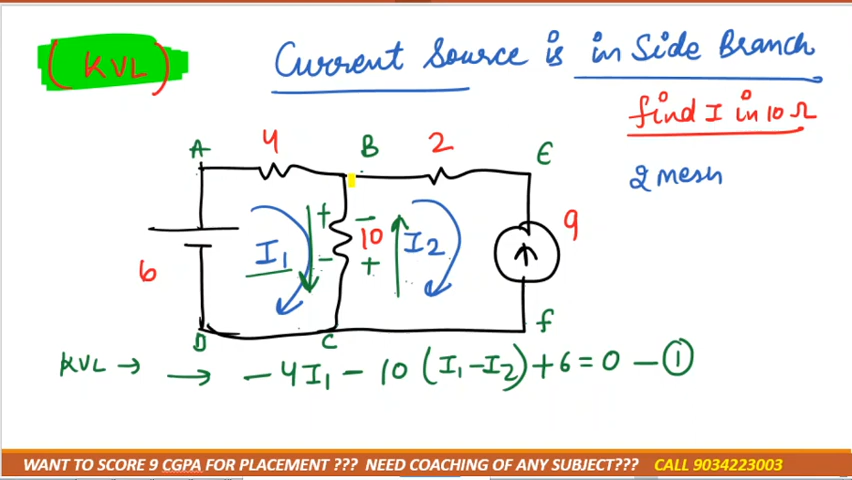 (KVL)
Current Source is in Side Branch
find I in 10 Ω
2 mesh
A 4 B 2 E
6 I1 + - - + 10 I2 9
D C f
KVL → → -4I1 - 10 (I1-I2) + 6 = 0 - ①
WANT TO SCORE 9 CGPA FOR PLACEMENT ??? NEED COACHING OF ANY SUBJECT??? CALL 9034223003